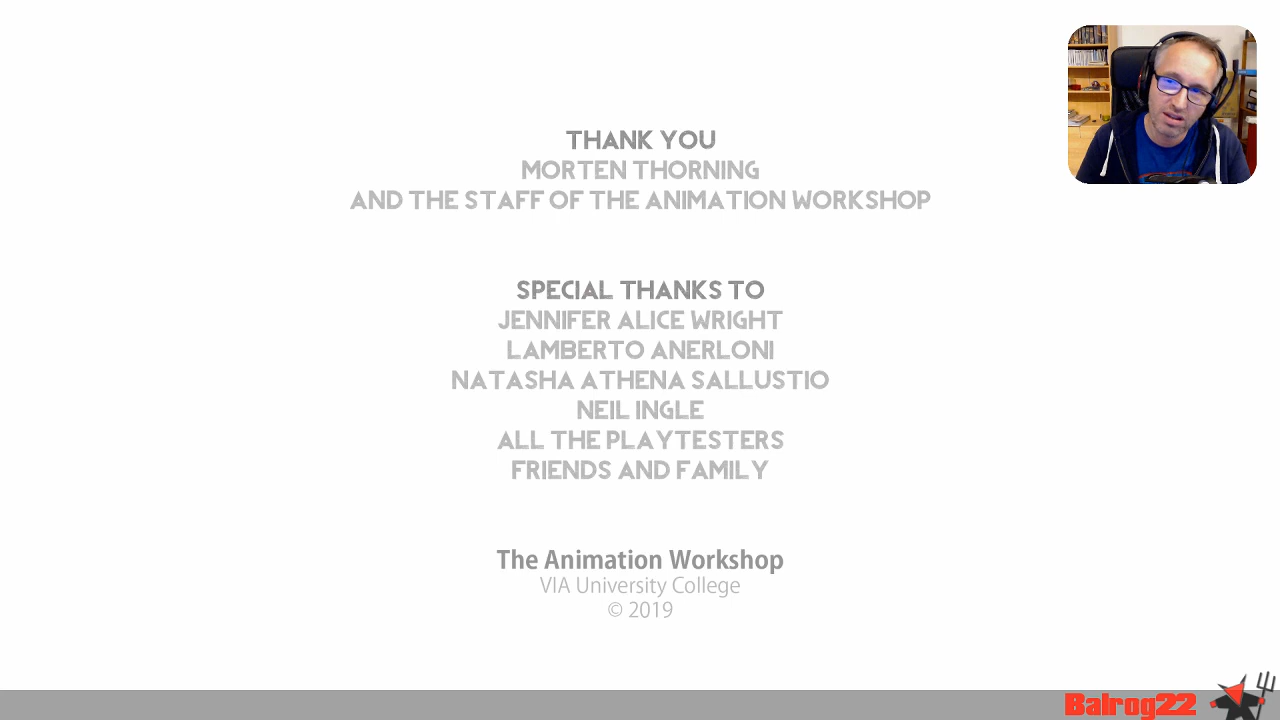 THANK YOU
MORTEN THORNING
AND THE STAFF OF THE ANIMATION WORKSHOP
SPECIAL THANKS TO
JENNIFER ALICE WRIGHT
LAMBERTO ANERLONI
NATASHA ATHENA SALLUSTIO
NEIL INGLE
ALL THE PLAYTESTERS
FRIENDS AND FAMILY
The Animation Workshop
VIA University College
© 2019
Balrog22